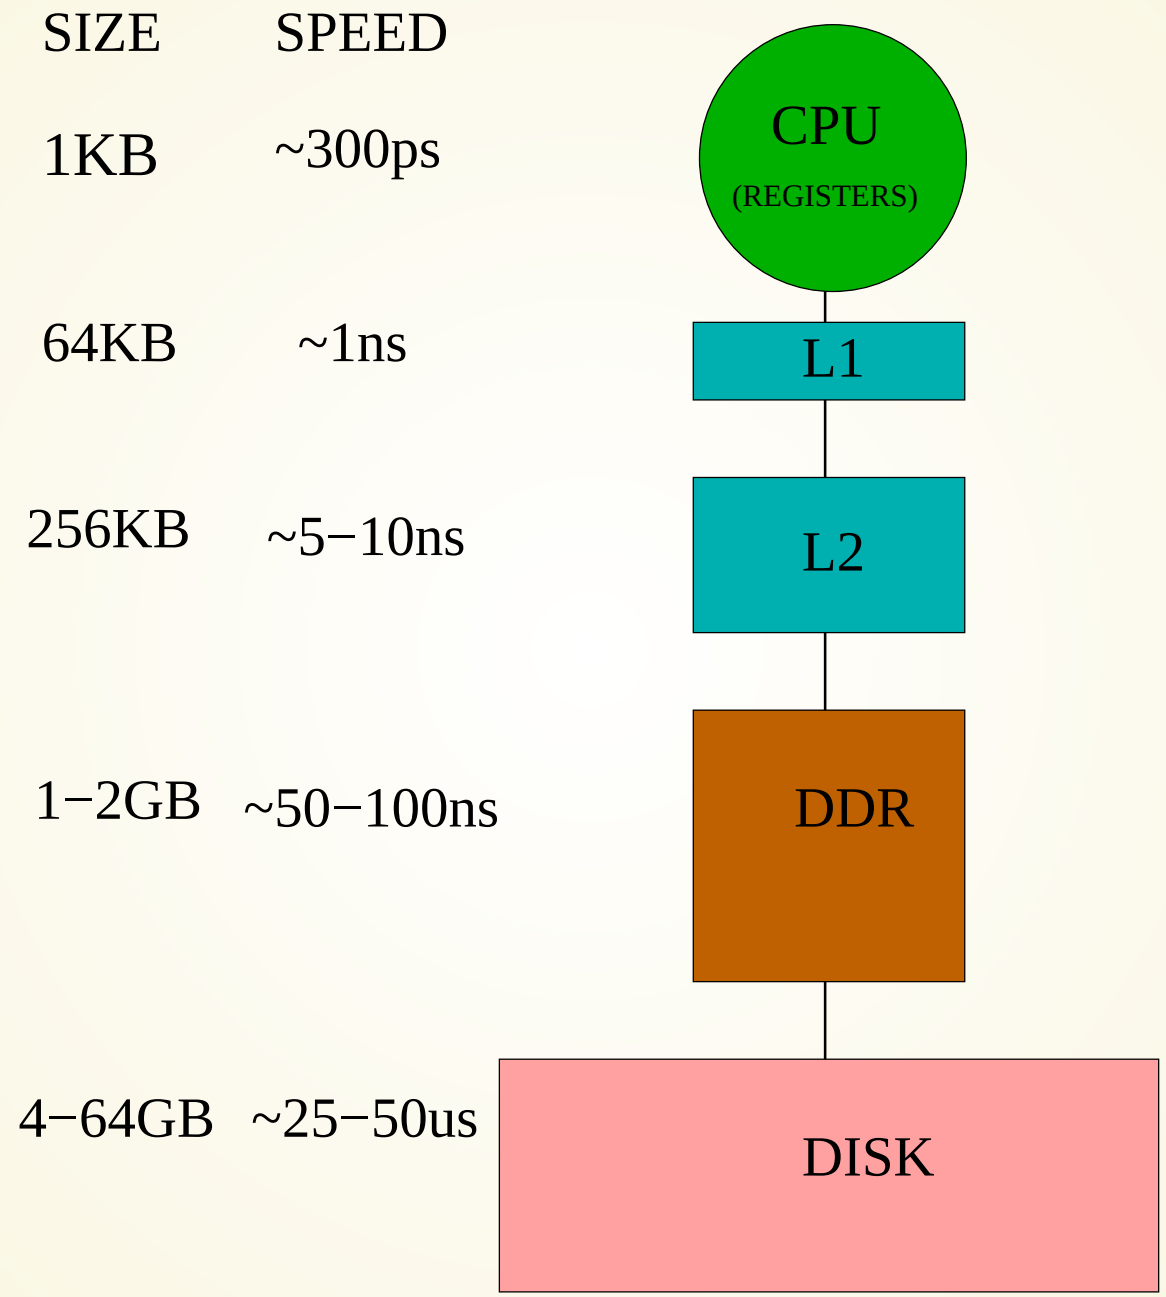 SIZE SPEED
CPU
(REGISTERS)
1KB ~300ps
64KB ~1ns L1
256KB ~5−10ns L2
1−2GB ~50−100ns DDR
4−64GB ~25−50us DISK